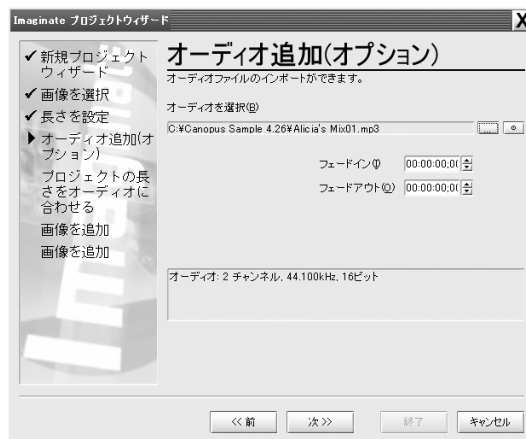 Imaginate プロジェクトウィザード
X
✔新規プロジェクト
ウィザード
✔画像を選択
✔長さを設定
▶オーディオ追加(オ
プション)
プロジェクトの長
さをオーディオに
合わせる
画像を追加
画像を追加
オーディオ追加(オプション)
オーディオファイルのインポートができます。
オーディオを選択(B)
C:¥Canopus Sample 4.26¥Alicia's Mix01.mp3
...
フェードイン(I) 00:00:00;0(
フェードアウト(O) 00:00:00;0(
オーディオ: 2 チャンネル, 44.100kHz, 16ビット
<< 前
次 >>
終了
キャンセル